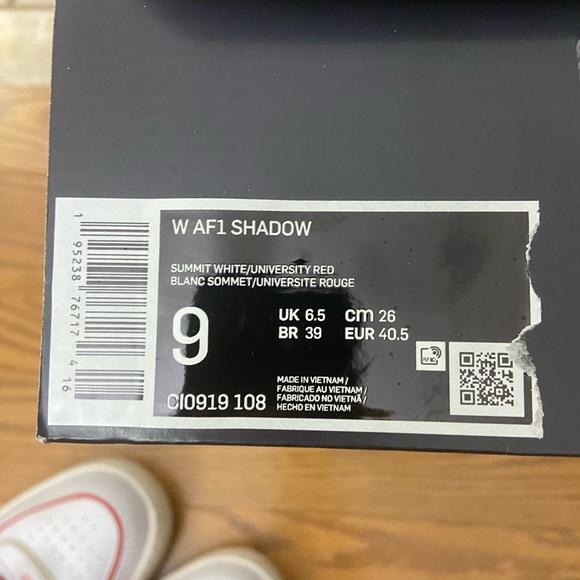 W AF1 SHADOW
SUMMIT WHITE/UNIVERSITY RED
BLANC SOMMET/UNIVERSITE ROUGE
9
UK 6.5 cm 26
BR 39 EUR 40.5
MADE IN VIETNAM /
FABRIQUE AU VIETNAM /
FABRICADO NO VIETNÃ /
HECHO EN VIETNAM
CI0919 108
1 95238 76717 4 16